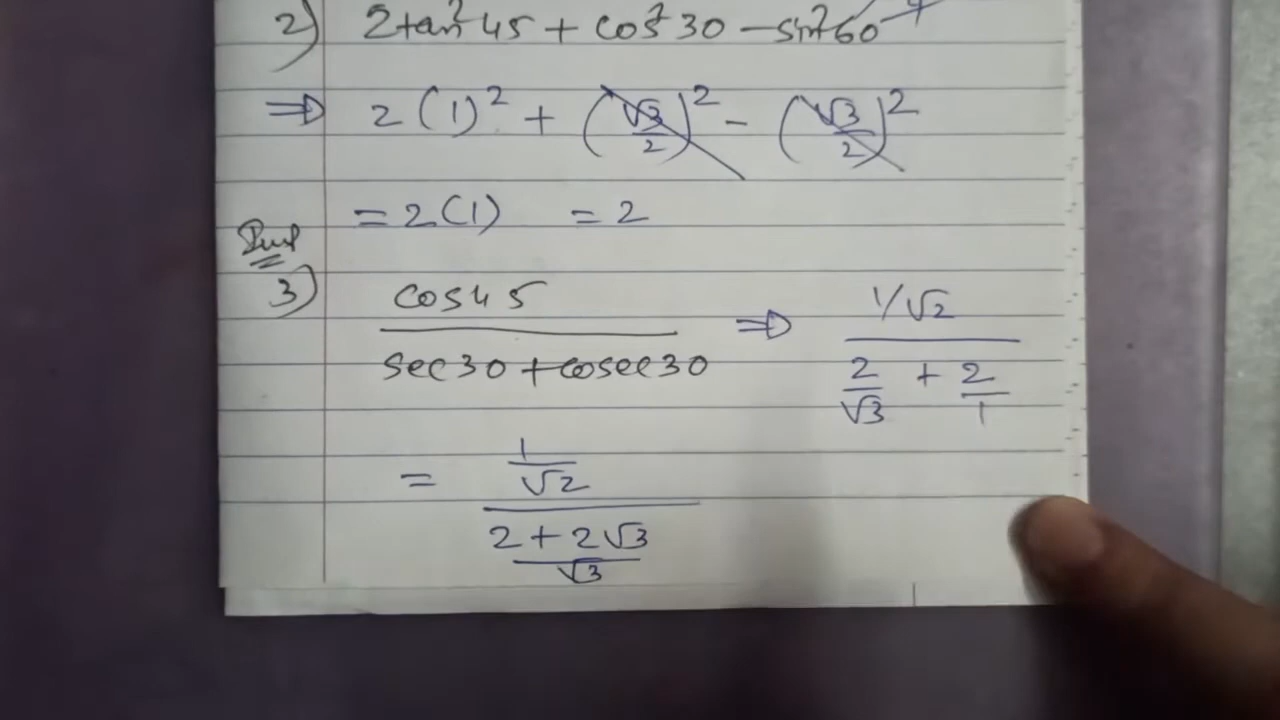 2) 2tan²45 + cos²30 - sin²60
⇒ 2(1)² + (√3/2)² - (√3/2)²
= 2(1) = 2
Imp
3) cos45 / sec30 + cosec30 ⇒ 1/√2 / 2/√3 + 2/1
= 1/√2 / 2+2√3/√3